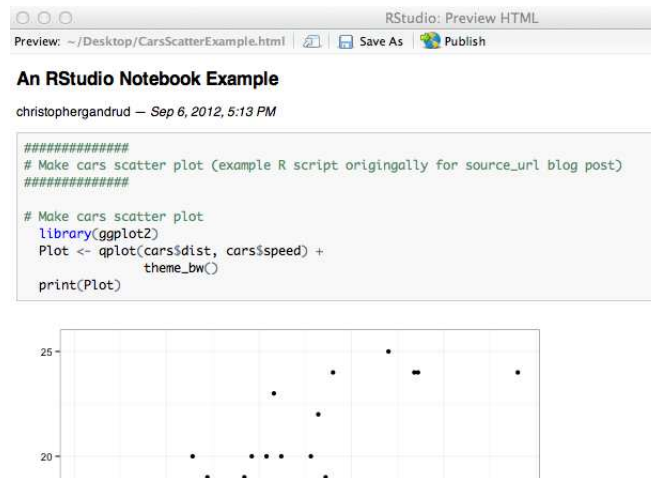 RStudio: Preview HTML
Preview: ~/Desktop/CarsScatterExample.html Save As Publish
An RStudio Notebook Example
christophergandrud — Sep 6, 2012, 5:13 PM
##############
# Make cars scatter plot (example R script origingally for source_url blog post)
##############
# Make cars scatter plot
library(ggplot2)
Plot <- qplot(cars$dist, cars$speed) +
theme_bw()
print(Plot)
25
20